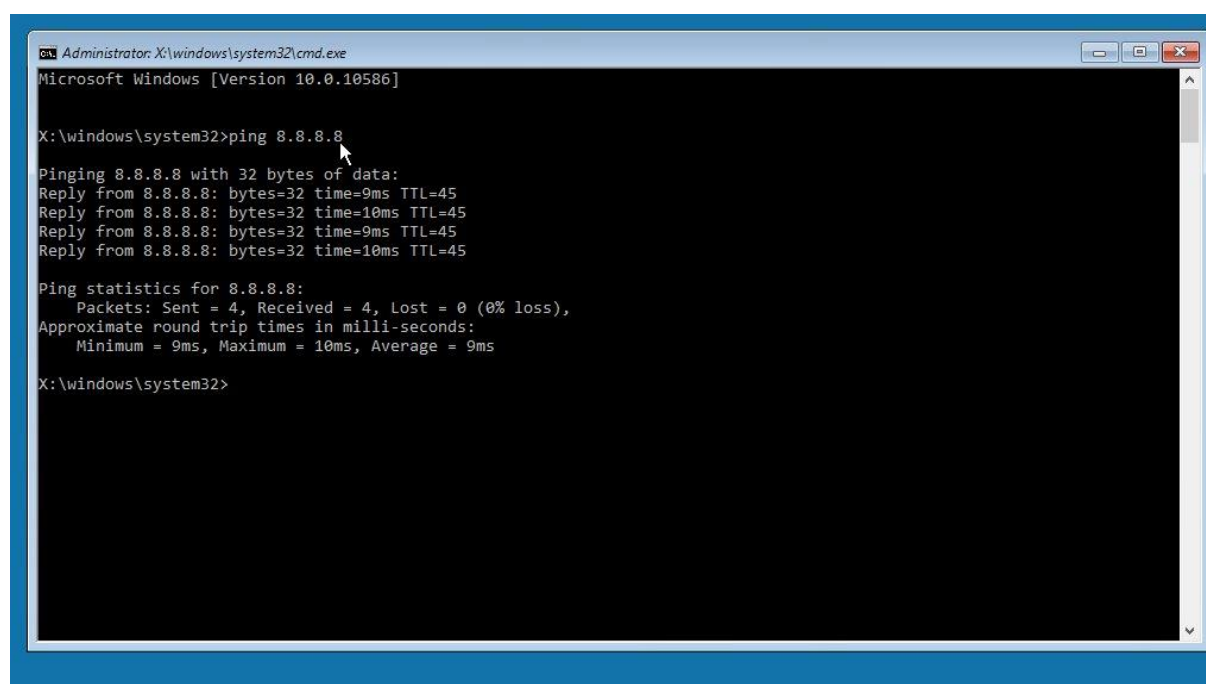 Administrator: X:\windows\system32\cmd.exe
Microsoft Windows [Version 10.0.10586]
X:\windows\system32>ping 8.8.8.8
Pinging 8.8.8.8 with 32 bytes of data:
Reply from 8.8.8.8: bytes=32 time=9ms TTL=45
Reply from 8.8.8.8: bytes=32 time=10ms TTL=45
Reply from 8.8.8.8: bytes=32 time=9ms TTL=45
Reply from 8.8.8.8: bytes=32 time=10ms TTL=45
Ping statistics for 8.8.8.8:
    Packets: Sent = 4, Received = 4, Lost = 0 (0% loss),
Approximate round trip times in milli-seconds:
    Minimum = 9ms, Maximum = 10ms, Average = 9ms
X:\windows\system32>